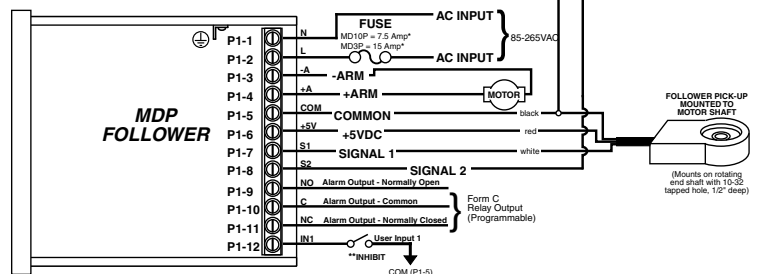 MDP
FOLLOWER
P1-1
P1-2
P1-3
P1-4
P1-5
P1-6
P1-7
P1-8
P1-9
P1-10
P1-11
P1-12
N
L
-A
+A
COM
+5V
S1
S2
NO
C
NC
IN1
FUSE
MD10P = 7.5 Amp*
MD3P = 15 Amp*
AC INPUT
AC INPUT
85-265VAC
-ARM
+ARM
MOTOR
COMMON
+5VDC
SIGNAL 1
SIGNAL 2
black
red
white
Alarm Output - Normally Open
Alarm Output - Common
Alarm Output - Normally Closed
Form C
Relay Output
(Programmable)
User Input 1
**INHIBIT
COM (P1-5)
FOLLOWER PICK-UP
MOUNTED TO
MOTOR SHAFT
(Mounts on rotating
end shaft with 10-32
tapped hole, 1/2" deep)